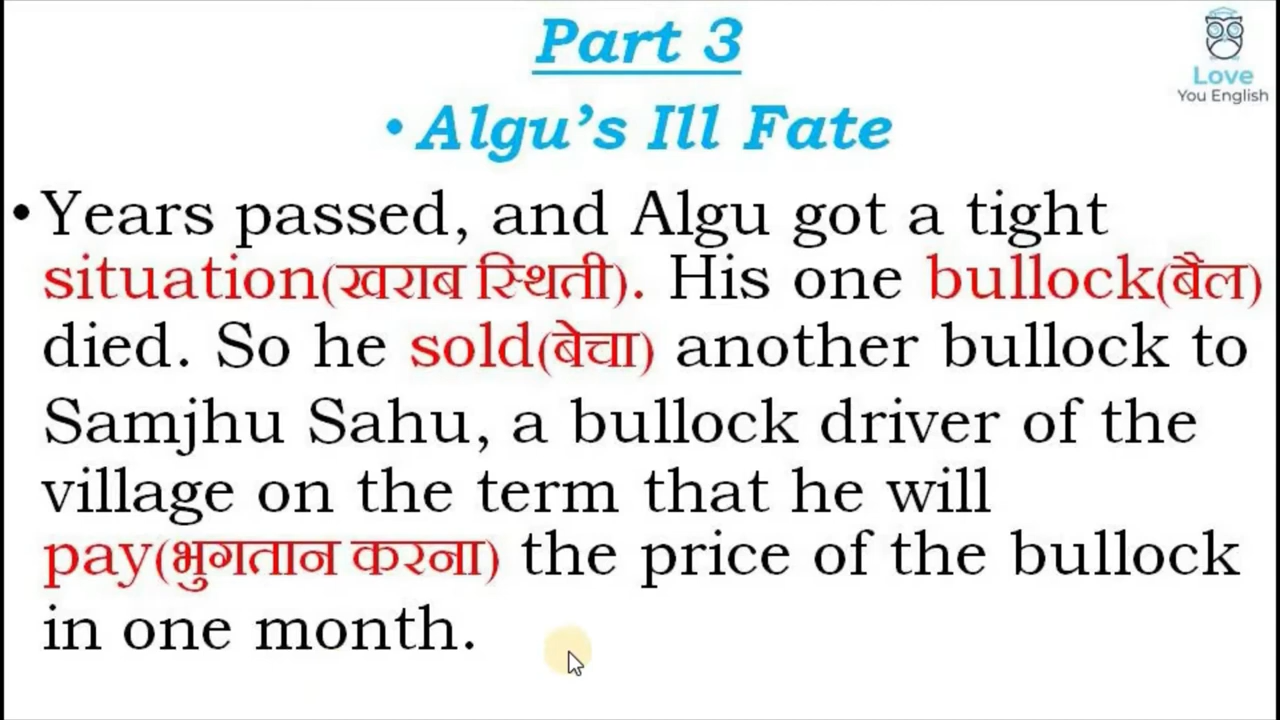 Part 3
Love
You English
• Algu's Ill Fate
• Years passed, and Algu got a tight
situation(खराब स्थिती). His one bullock(बैल)
died. So he sold(बेचा) another bullock to
Samjhu Sahu, a bullock driver of the
village on the term that he will
pay(भुगतान करना) the price of the bullock
in one month.